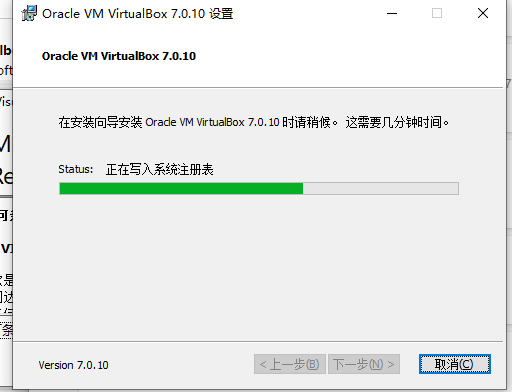 Oracle VM VirtualBox 7.0.10 设置
Oracle VM VirtualBox 7.0.10
在安装向导安装 Oracle VM VirtualBox 7.0.10 时请稍候。 这需要几分钟时间。
Status: 正在写入系统注册表
Version 7.0.10
< 上一步(B) 下一步(N) > 取消(C)